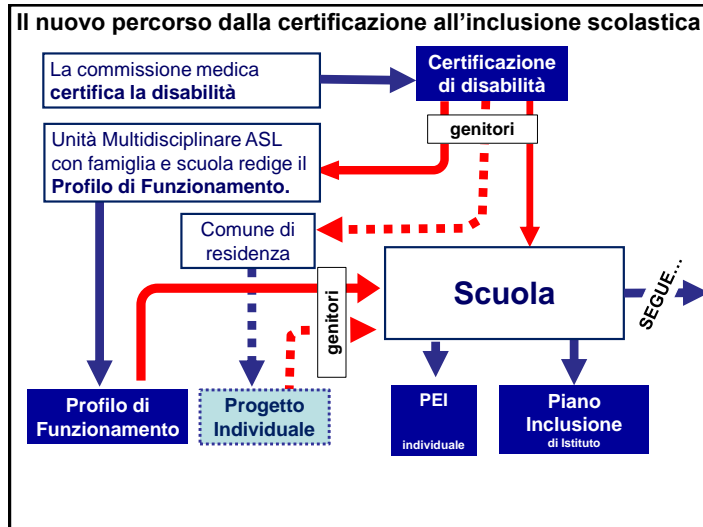 Il nuovo percorso dalla certificazione all'inclusione scolastica
La commissione medica
certifica la disabilità
Certificazione
di disabilità
genitori
Unità Multidisciplinare ASL
con famiglia e scuola redige il
Profilo di Funzionamento.
Comune di
residenza
Scuola
SEGUE...
genitori
Profilo di
Funzionamento
Progetto
Individuale
PEI
individuale
Piano
Inclusione
di Istituto